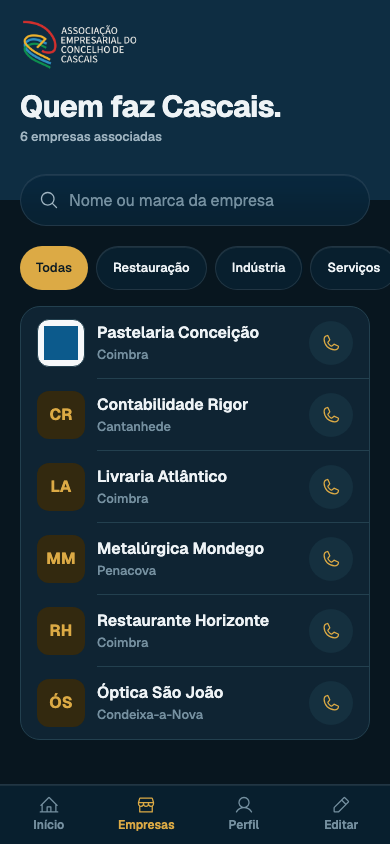 ASSOCIAÇÃO
EMPRESARIAL DO
CONCELHO DE
CASCAIS
Quem faz Cascais.
6 empresas associadas
Nome ou marca da empresa
Todas
Restauração
Indústria
Serviços
Pastelaria Conceição
Coimbra
CR
Contabilidade Rigor
Cantanhede
LA
Livraria Atlântico
Coimbra
MM
Metalúrgica Mondego
Penacova
RH
Restaurante Horizonte
Coimbra
ÓS
Óptica São João
Condeixa-a-Nova
Início
Empresas
Perfil
Editar